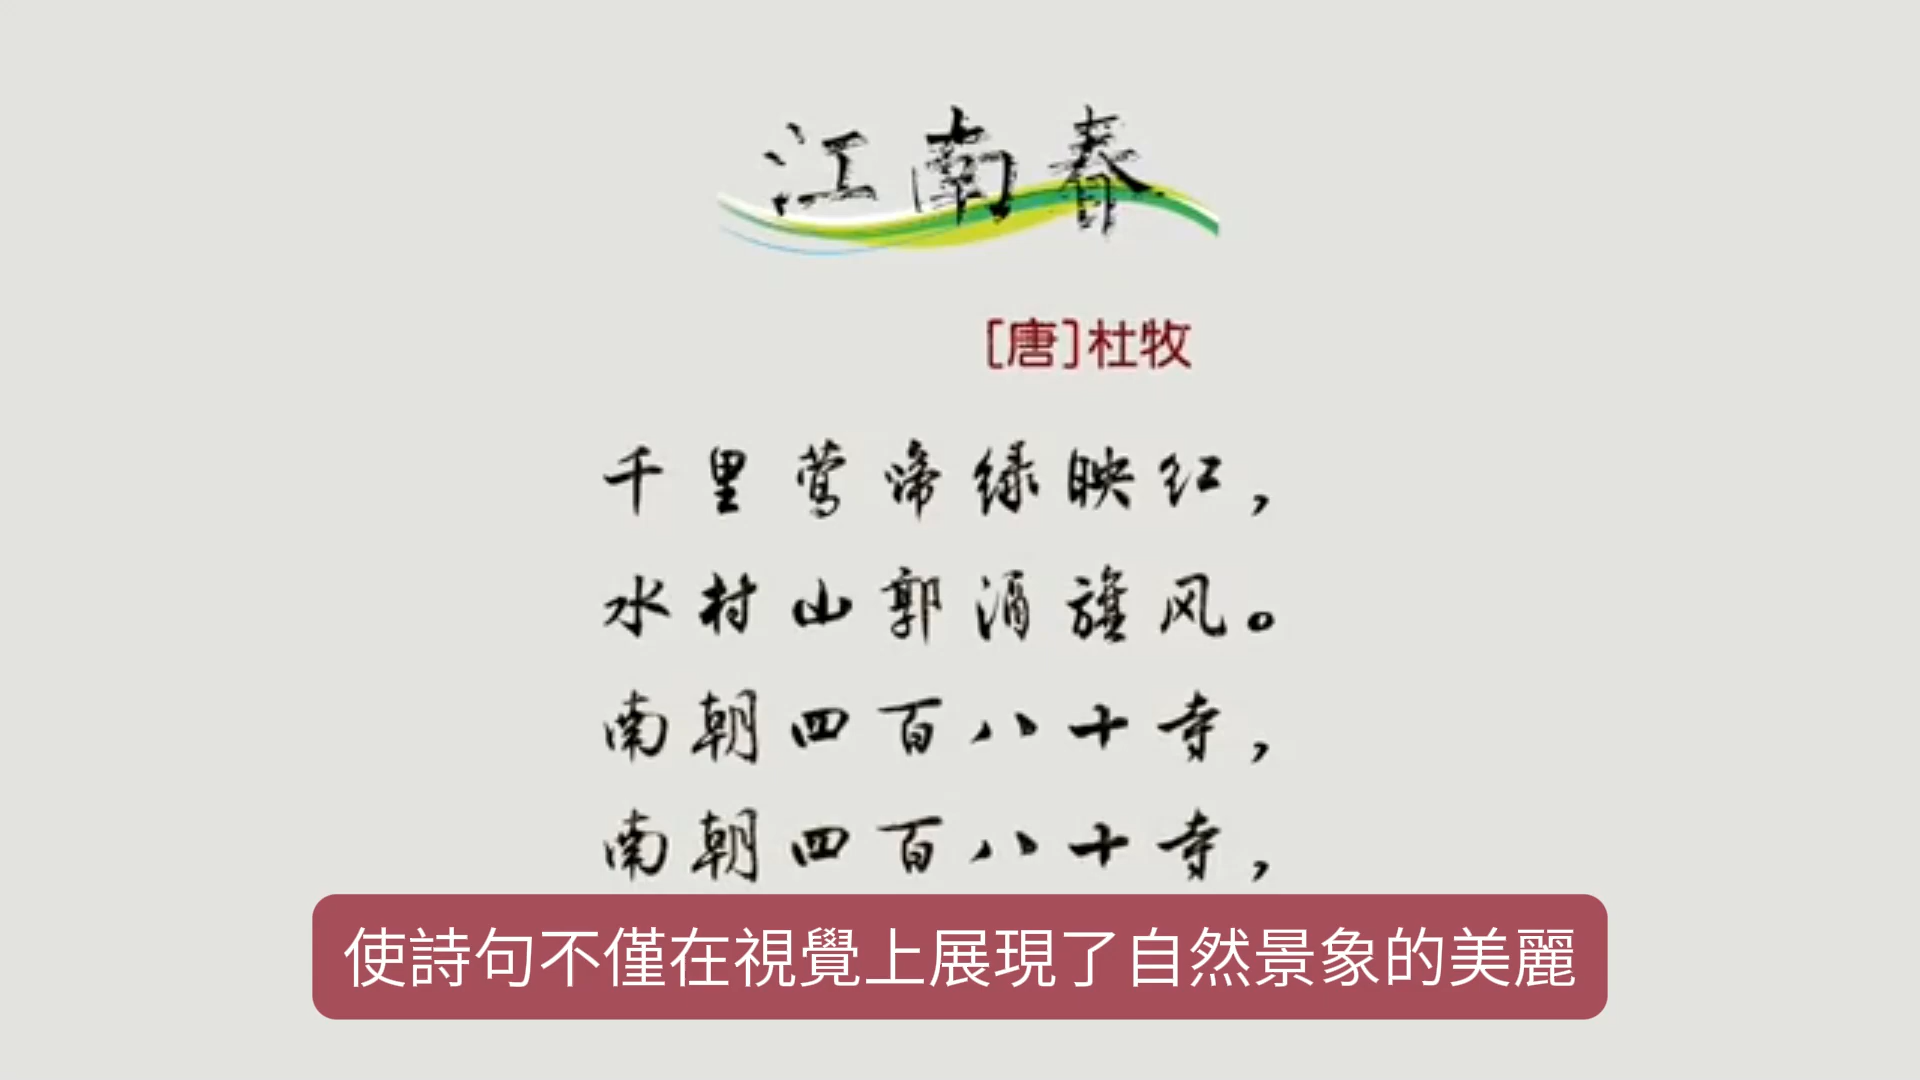 江南春
[唐]杜牧
千里莺啼绿映红，
水村山郭酒旗风。
南朝四百八十寺，
南朝四百八十寺，
使詩句不僅在視覺上展現了自然景象的美麗